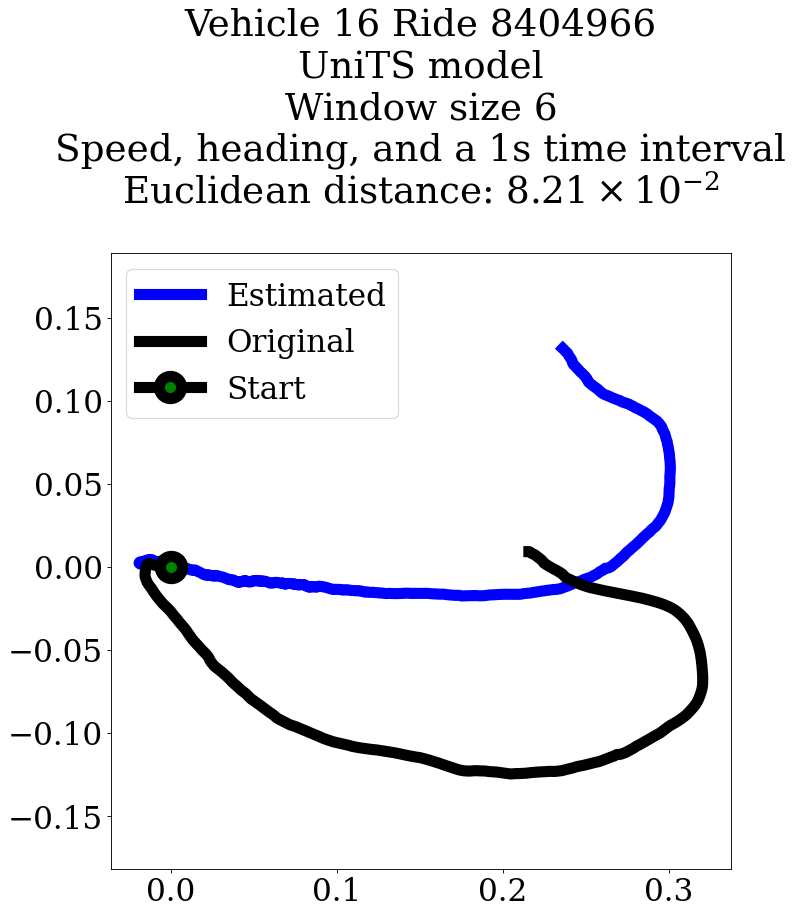 Vehicle 16 Ride 8404966
UniTS model
Window size 6
Speed, heading, and a 1s time interval
Euclidean distance: 8.21 × 10⁻²
Estimated
Original
Start
0.15
0.10
0.05
0.00
−0.05
−0.10
−0.15
0.0 0.1 0.2 0.3